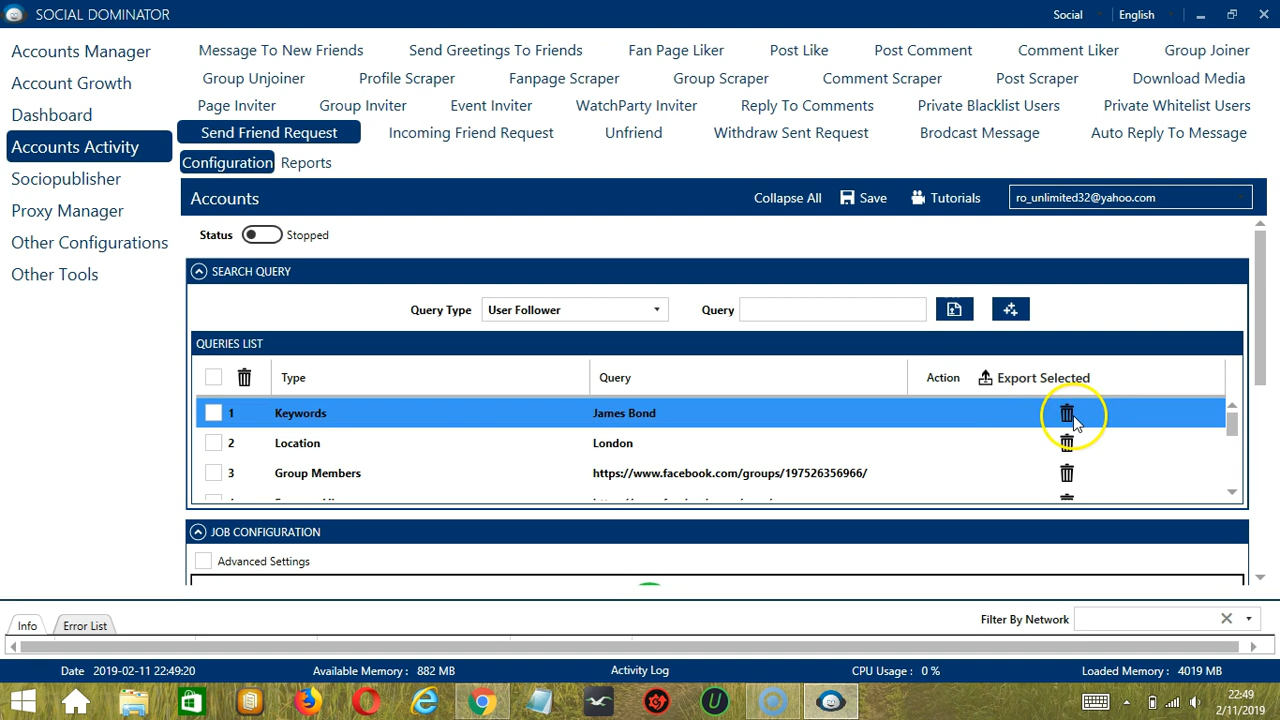 SOCIAL DOMINATOR Social English
Accounts Manager
Account Growth
Dashboard
Accounts Activity
Sociopublisher
Proxy Manager
Other Configurations
Other Tools
Message To New Friends Send Greetings To Friends Fan Page Liker Post Like Post Comment Comment Liker Group Joiner
Group Unjoiner Profile Scraper Fanpage Scraper Group Scraper Comment Scraper Post Scraper Download Media
Page Inviter Group Inviter Event Inviter WatchParty Inviter Reply To Comments Private Blacklist Users Private Whitelist Users
Send Friend Request Incoming Friend Request Unfriend Withdraw Sent Request Brodcast Message Auto Reply To Message
Configuration Reports
Accounts Collapse All Save Tutorials ro_unlimited32@yahoo.com
Status Stopped
SEARCH QUERY
Query Type User Follower Query
QUERIES LIST
Type Query Action Export Selected
1 Keywords James Bond
2 Location London
3 Group Members https://www.facebook.com/groups/197526356966/
JOB CONFIGURATION
Advanced Settings
Info Error List Filter By Network
Date 2019-02-11 22:49:20 Available Memory : 882 MB Activity Log CPU Usage : 0 % Loaded Memory : 4019 MB
22:49
2/11/2019